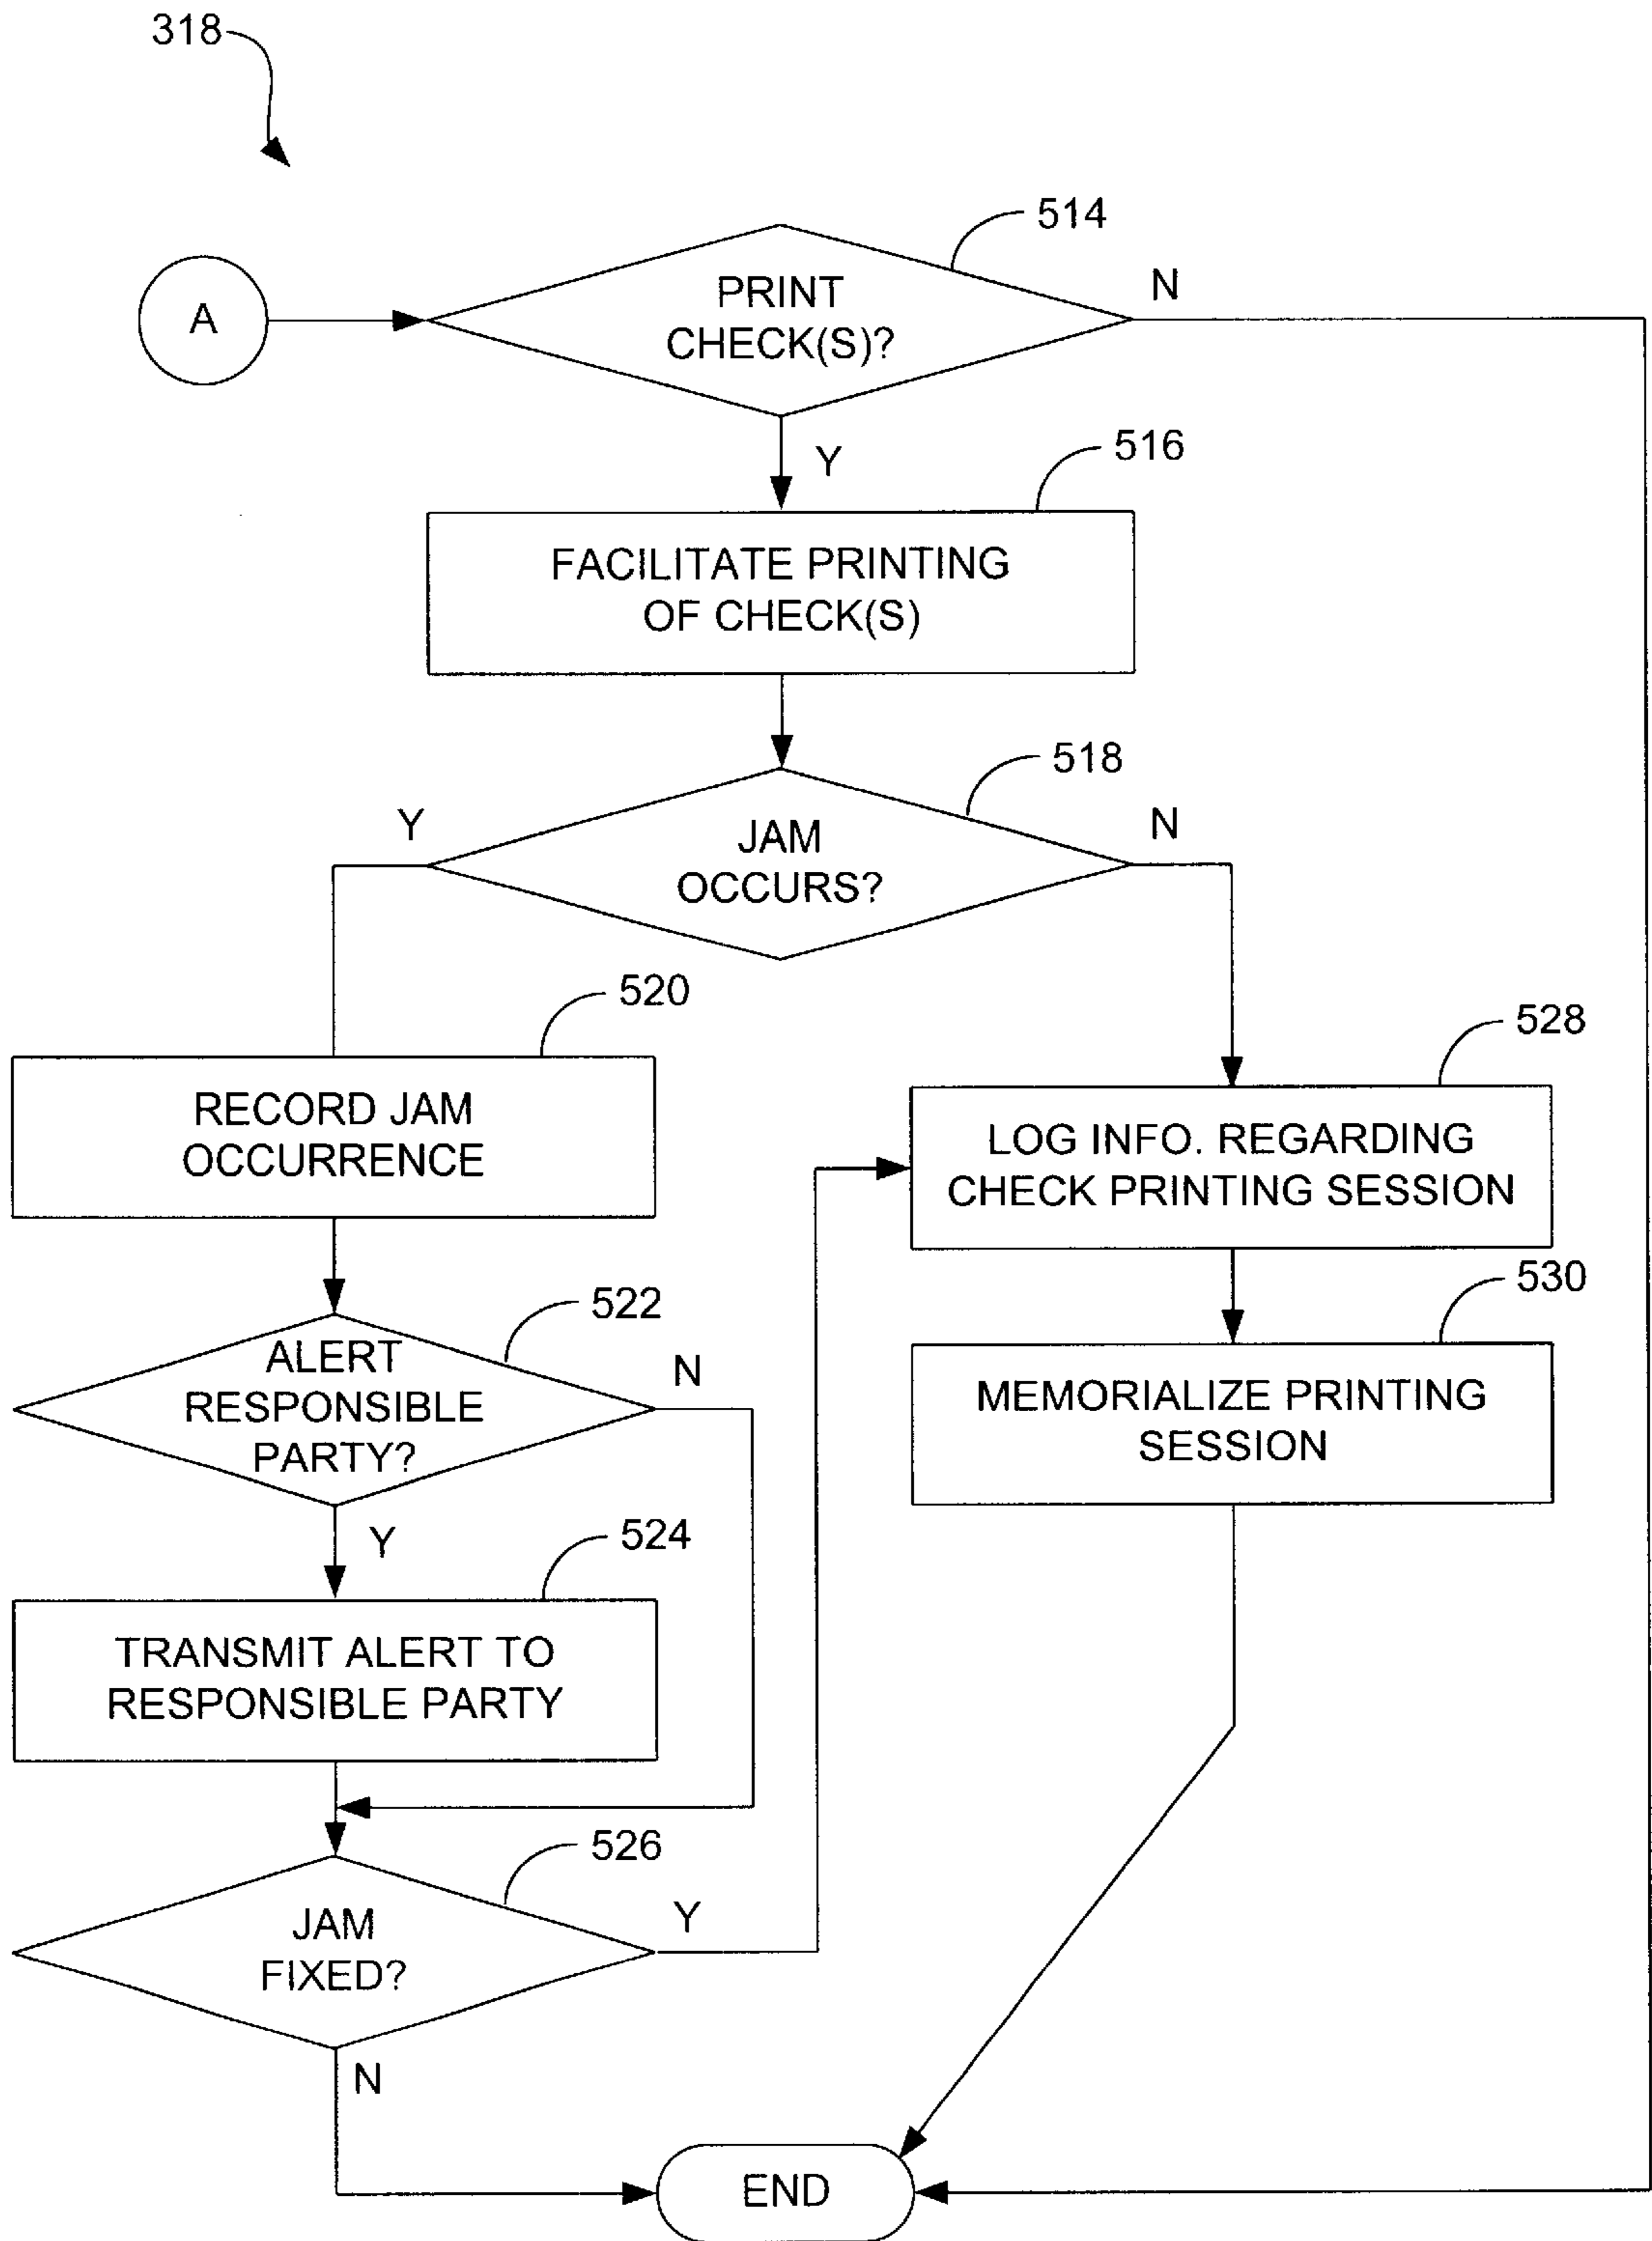 318
514
A
PRINT
CHECK(S)?
N
Y
516
FACILITATE PRINTING
OF CHECK(S)
518
Y
JAM
OCCURS?
N
520
RECORD JAM
OCCURRENCE
528
LOG INFO. REGARDING
CHECK PRINTING SESSION
522
ALERT
RESPONSIBLE
PARTY?
N
Y
530
MEMORIALIZE PRINTING
SESSION
524
TRANSMIT ALERT TO
RESPONSIBLE PARTY
526
JAM
FIXED?
Y
N
END